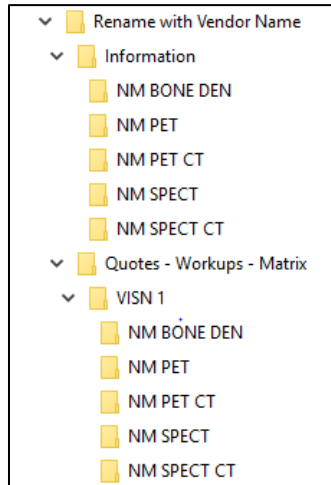 Rename with Vendor Name
Information
NM BONE DEN
NM PET
NM PET CT
NM SPECT
NM SPECT CT
Quotes - Workups - Matrix
VISN 1
NM BONE DEN
NM PET
NM PET CT
NM SPECT
NM SPECT CT